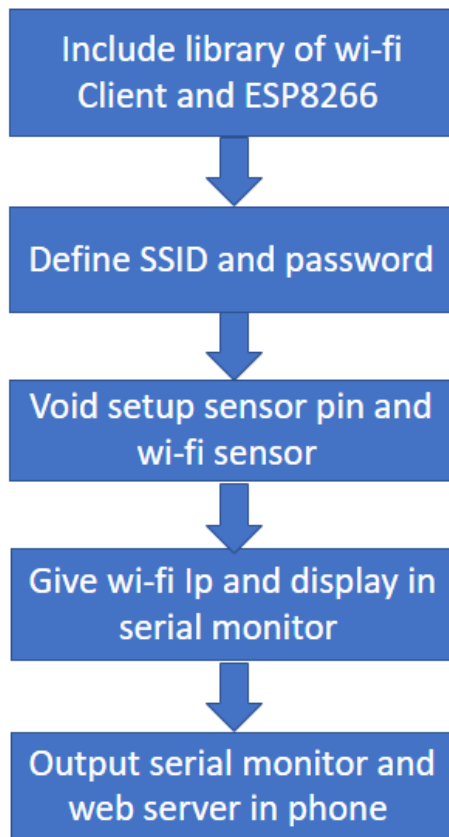 Include library of wi-fi
Client and ESP8266
Define SSID and password
Void setup sensor pin and
wi-fi sensor
Give wi-fi Ip and display in
serial monitor
Output serial monitor and
web server in phone